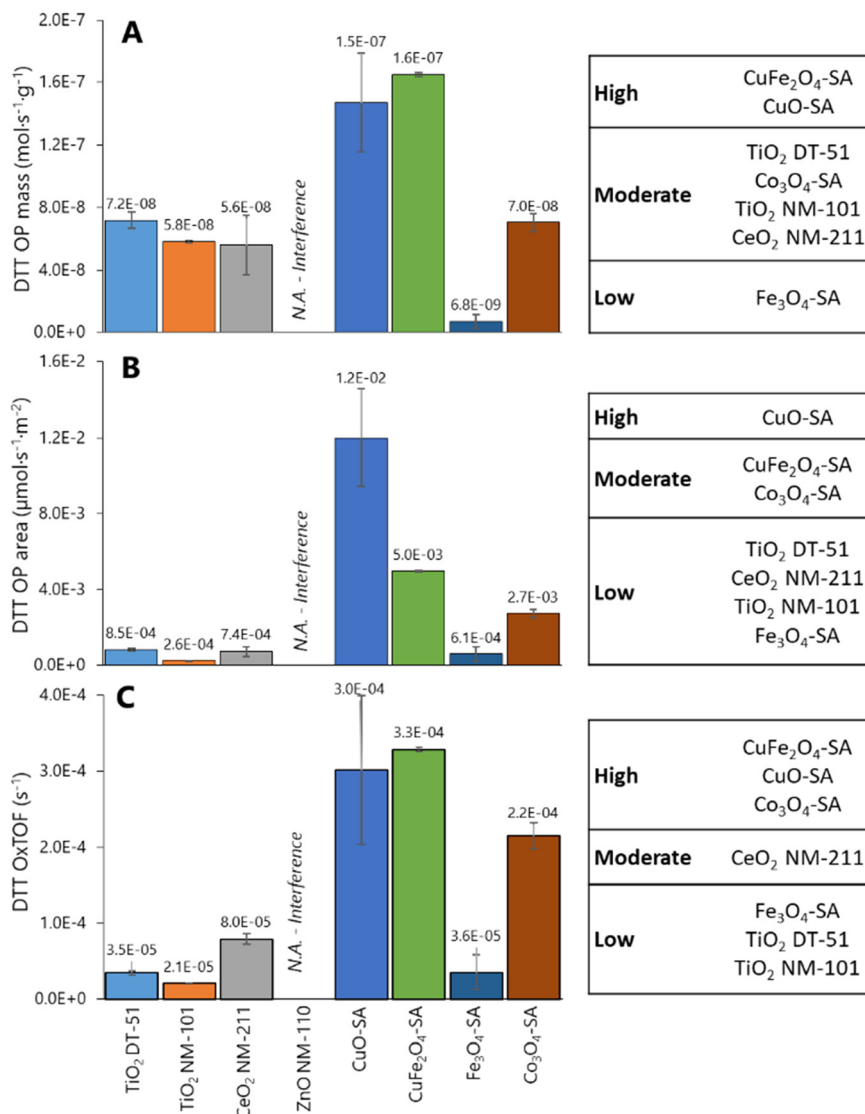 A
DTT OP mass (mol·s⁻¹·g⁻¹)
2.0E-7
1.6E-7
1.2E-7
8.0E-8
4.0E-8
0.0E+0
7.2E-08
5.8E-08
5.6E-08
N.A. - Interference
1.5E-07
1.6E-07
6.8E-09
7.0E-08
High
CuFe₂O₄-SA
CuO-SA
Moderate
TiO₂ DT-51
Co₃O₄-SA
TiO₂ NM-101
CeO₂ NM-211
Low
Fe₃O₄-SA
B
DTT OP area (µmol·s⁻¹·m⁻²)
1.6E-2
1.2E-2
8.0E-3
4.0E-3
0.0E+0
8.5E-04
2.6E-04
7.4E-04
N.A. - Interference
1.2E-02
5.0E-03
6.1E-04
2.7E-03
High
CuO-SA
Moderate
CuFe₂O₄-SA
Co₃O₄-SA
Low
TiO₂ DT-51
CeO₂ NM-211
TiO₂ NM-101
Fe₃O₄-SA
C
DTT OxTOF (s⁻¹)
4.0E-4
3.0E-4
2.0E-4
1.0E-4
0.0E+0
3.5E-05
2.1E-05
8.0E-05
N.A. - Interference
3.0E-04
3.3E-04
3.6E-05
2.2E-04
High
CuFe₂O₄-SA
CuO-SA
Co₃O₄-SA
Moderate
CeO₂ NM-211
Low
Fe₃O₄-SA
TiO₂ DT-51
TiO₂ NM-101
TiO₂ DT-51
TiO₂ NM-101
CeO₂ NM-211
ZnO NM-110
CuO-SA
CuFe₂O₄-SA
Fe₃O₄-SA
Co₃O₄-SA